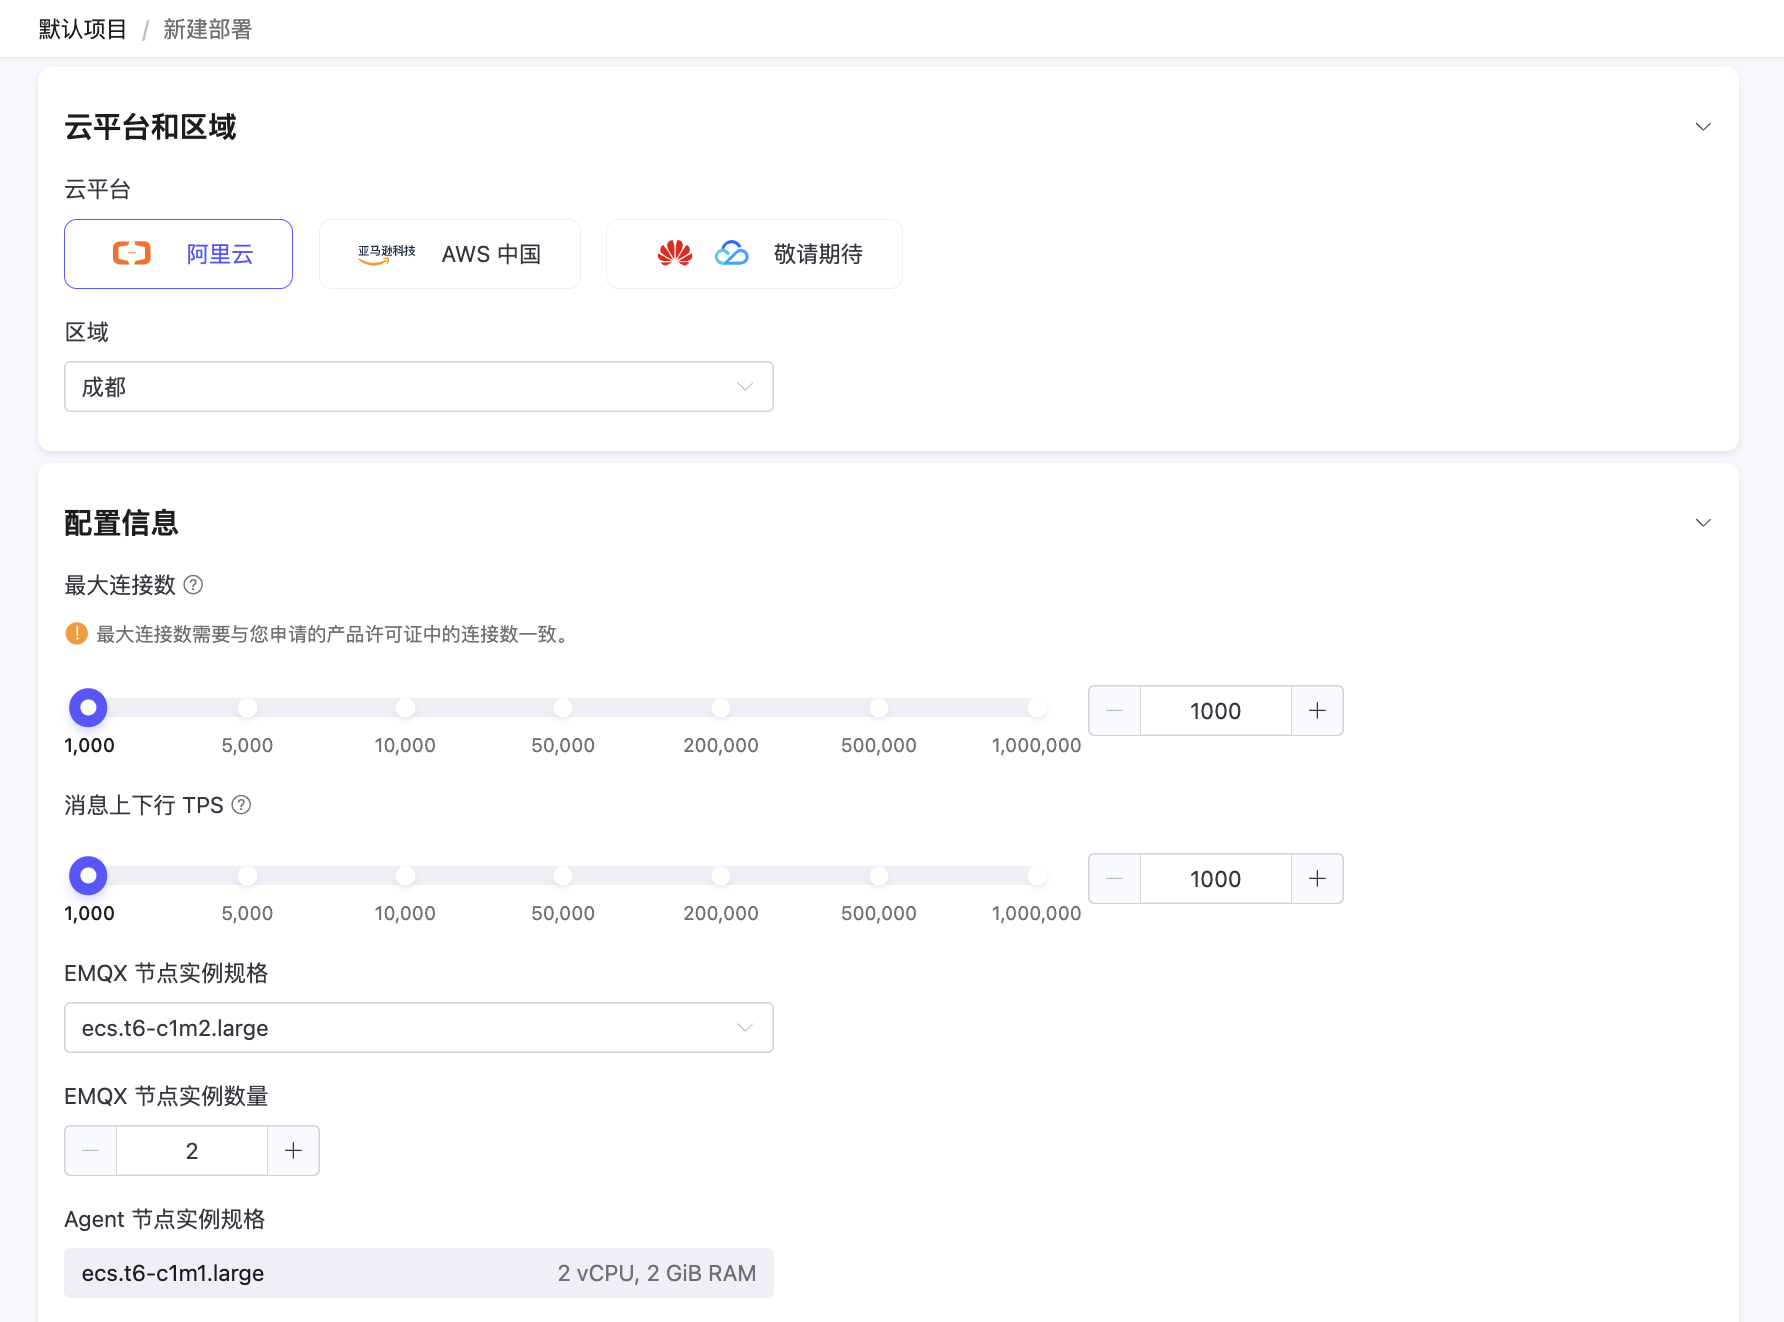 默认项目 / 新建部署
云平台和区域
云平台
阿里云
亚马逊科技 AWS 中国
敬请期待
区域
成都
配置信息
最大连接数 ?
! 最大连接数需要与您申请的产品许可证中的连接数一致。
1000
1,000 5,000 10,000 50,000 200,000 500,000 1,000,000
消息上下行 TPS ?
1000
1,000 5,000 10,000 50,000 200,000 500,000 1,000,000
EMQX 节点实例规格
ecs.t6-c1m2.large
EMQX 节点实例数量
2
Agent 节点实例规格
ecs.t6-c1m1.large 2 vCPU, 2 GiB RAM